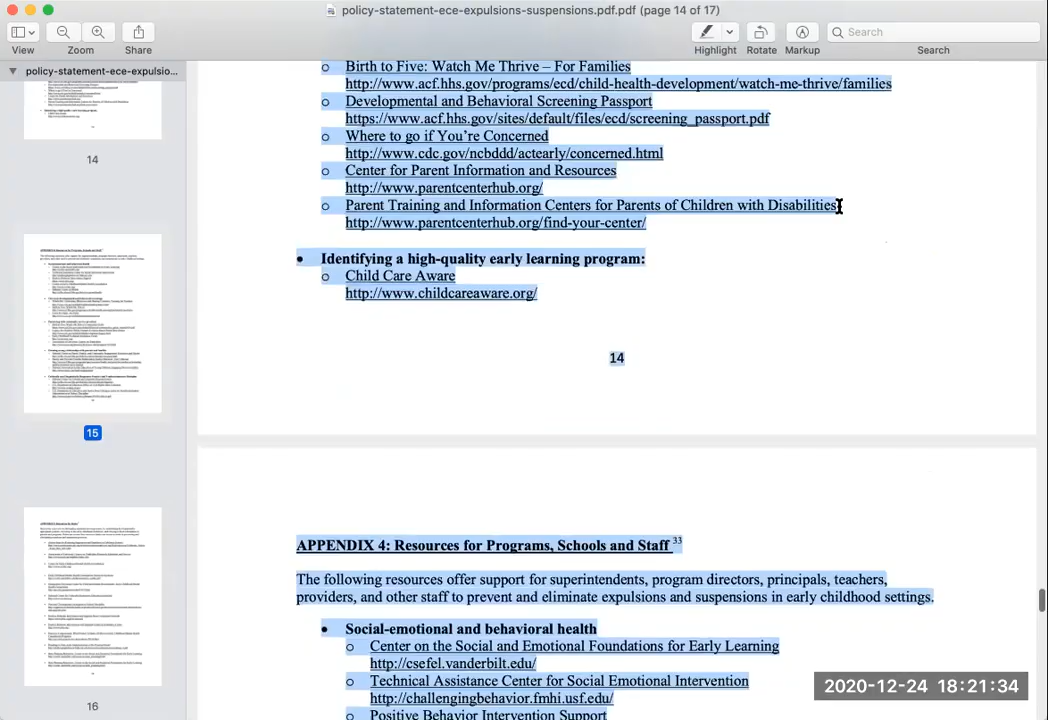 policy-statement-ece-expulsions-suspensions.pdf.pdf (page 14 of 17)
View
Zoom
Share
Highlight
Rotate
Markup
Search
Search
policy-statement-ece-expulsio...
14
15
16
o Birth to Five: Watch Me Thrive – For Families
http://www.acf.hhs.gov/programs/ecd/child-health-development/watch-me-thrive/families
o Developmental and Behavioral Screening Passport
https://www.acf.hhs.gov/sites/default/files/ecd/screening_passport.pdf
o Where to go if You're Concerned
http://www.cdc.gov/ncbddd/actearly/concerned.html
o Center for Parent Information and Resources
http://www.parentcenterhub.org/
o Parent Training and Information Centers for Parents of Children with Disabilities
http://www.parentcenterhub.org/find-your-center/
• Identifying a high-quality early learning program:
o Child Care Aware
http://www.childcareaware.org/
14
APPENDIX 4: Resources for Programs, Schools and Staff 33
The following resources offer support for superintendents, program directors, principals, teachers,
providers, and other staff to prevent and eliminate expulsions and suspensions in early childhood settings.
• Social-emotional and behavioral health
o Center on the Social and Emotional Foundations for Early Learning
http://csefel.vanderbilt.edu/
o Technical Assistance Center for Social Emotional Intervention
http://challengingbehavior.fmhi.usf.edu/
o Positive Behavior Intervention Support
2020-12-24 18:21:34